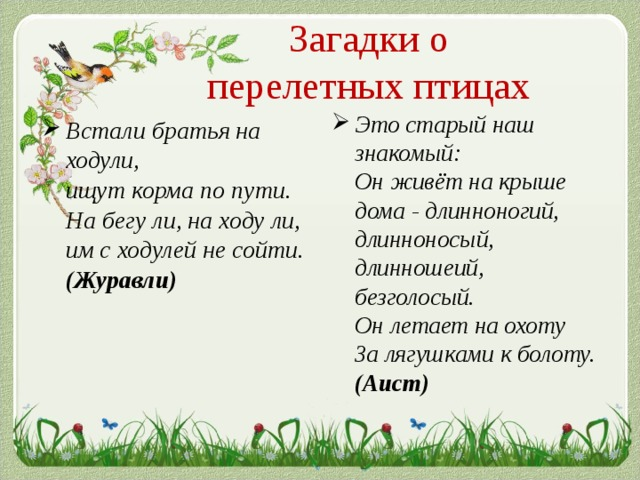 Загадки о
перелетных птицах
Встали братья на
ходули,
ищут корма по пути.
На бегу ли, на ходу ли,
им с ходулей не сойти.
(Журавли)
Это старый наш
знакомый:
Он живёт на крыше
дома - длинноногий,
длинноносый,
длинношеий,
безголосый.
Он летает на охоту
За лягушками к болоту.
(Аист)